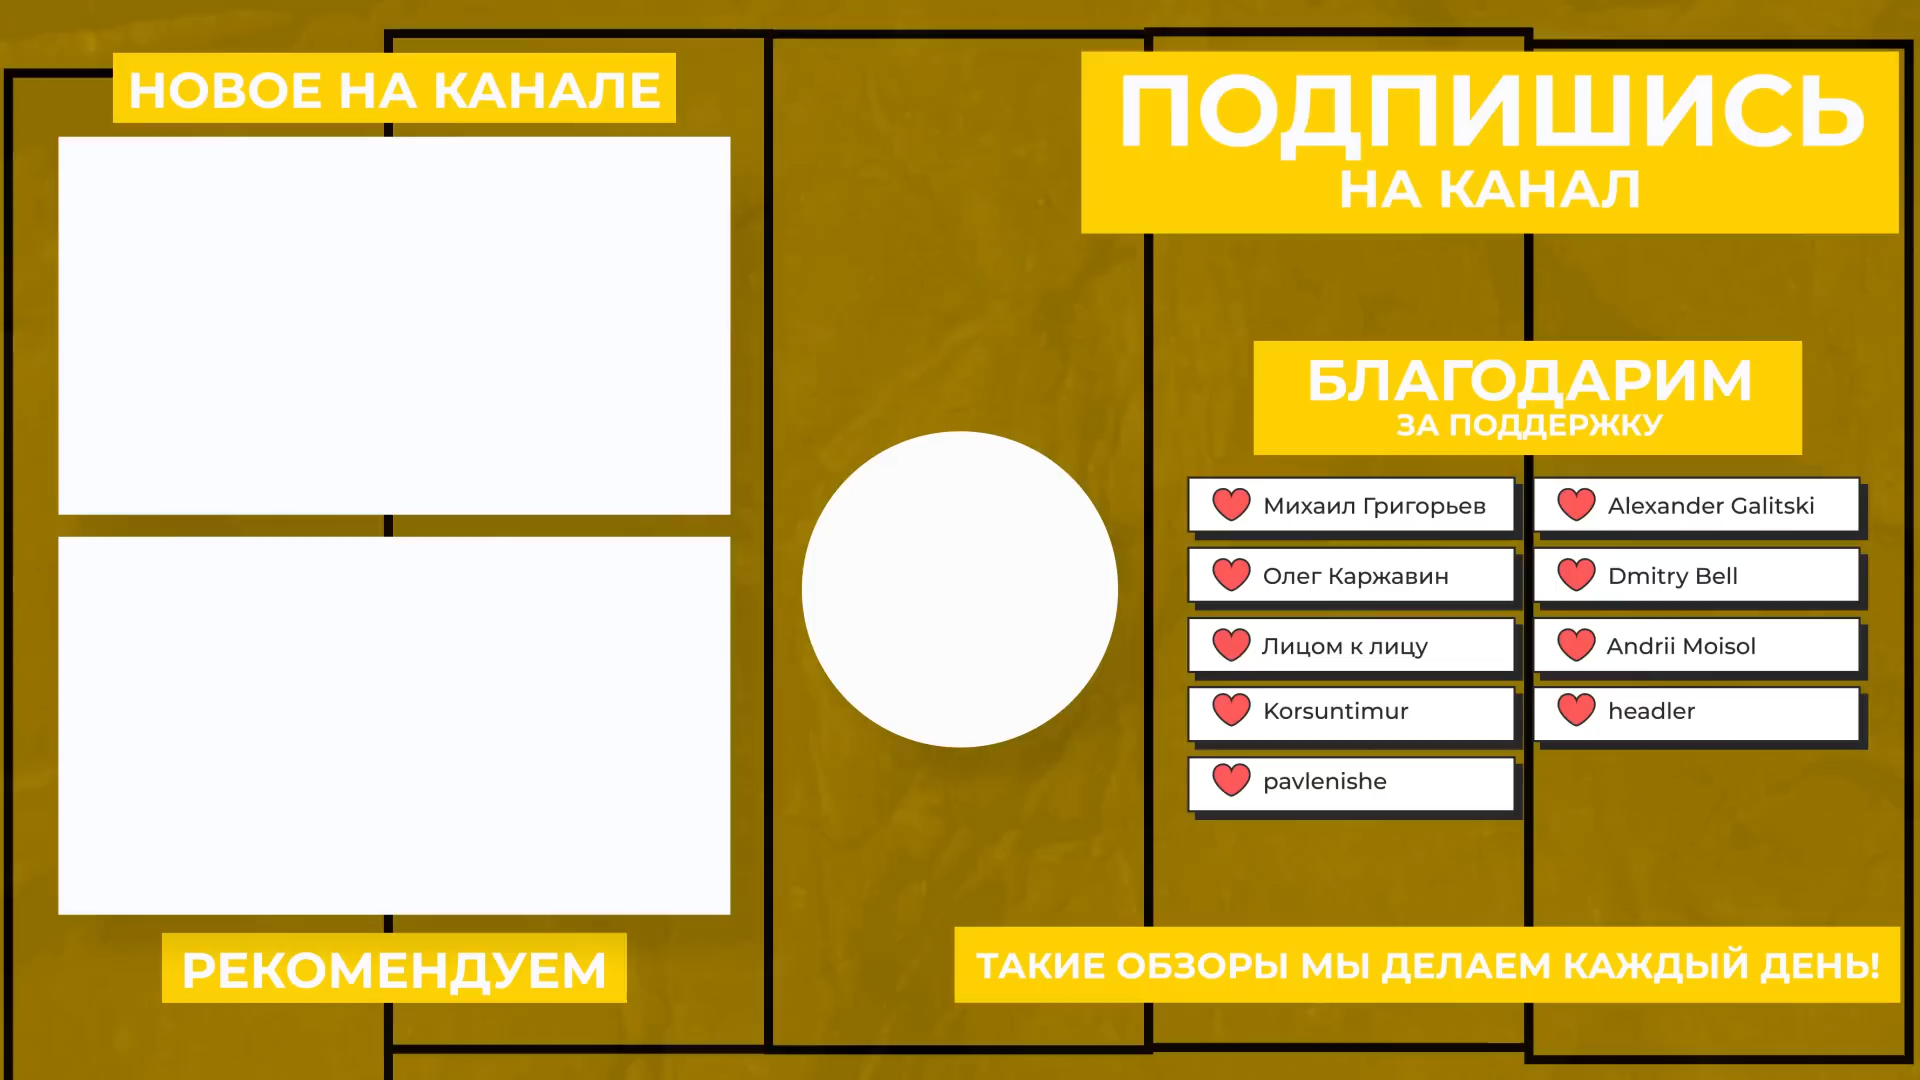 НОВОЕ НА КАНАЛЕ
РЕКОМЕНДУЕМ
ПОДПИШИСЬ
НА КАНАЛ
БЛАГОДАРИМ
ЗА ПОДДЕРЖКУ
Михаил Григорьев
Alexander Galitski
Олег Каржавин
Dmitry Bell
Лицом к лицу
Andrii Moisol
Korsuntimur
headler
pavlenishe
ТАКИЕ ОБЗОРЫ МЫ ДЕЛАЕМ КАЖДЫЙ ДЕНЬ!